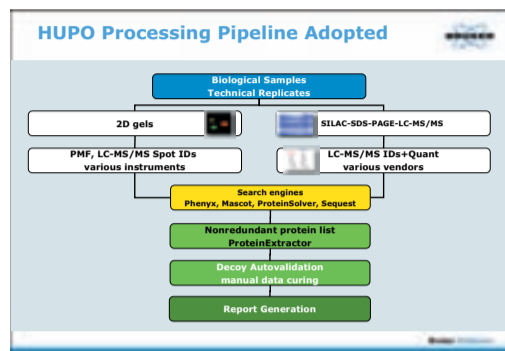 HUPO Processing Pipeline Adopted
Biological Samples
Technical Replicates
2D gels
SILAC-SDS-PAGE-LC-MS/MS
PMF, LC-MS/MS Spot IDs
various instruments
LC-MS/MS IDs+Quant
various vendors
Search engines
Phenyx, Mascot, ProteinSolver, Sequest
Nonredundant protein list
ProteinExtractor
Decoy Autovalidation
manual data curing
Report Generation